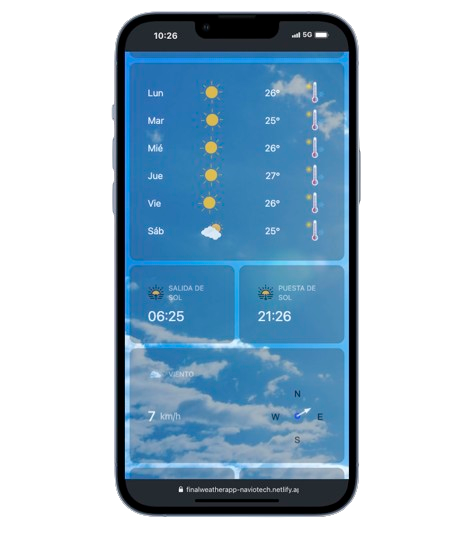 10:26 5G
Lun 26°
Mar 25°
Mié 26°
Jue 27°
Vie 26°
Sáb 25°
SALIDA DE
SOL
06:25
PUESTA DE
SOL
21:26
VIENTO
7 km/h
N
W E
S
finalweatherapp-naviotech.netlify.a